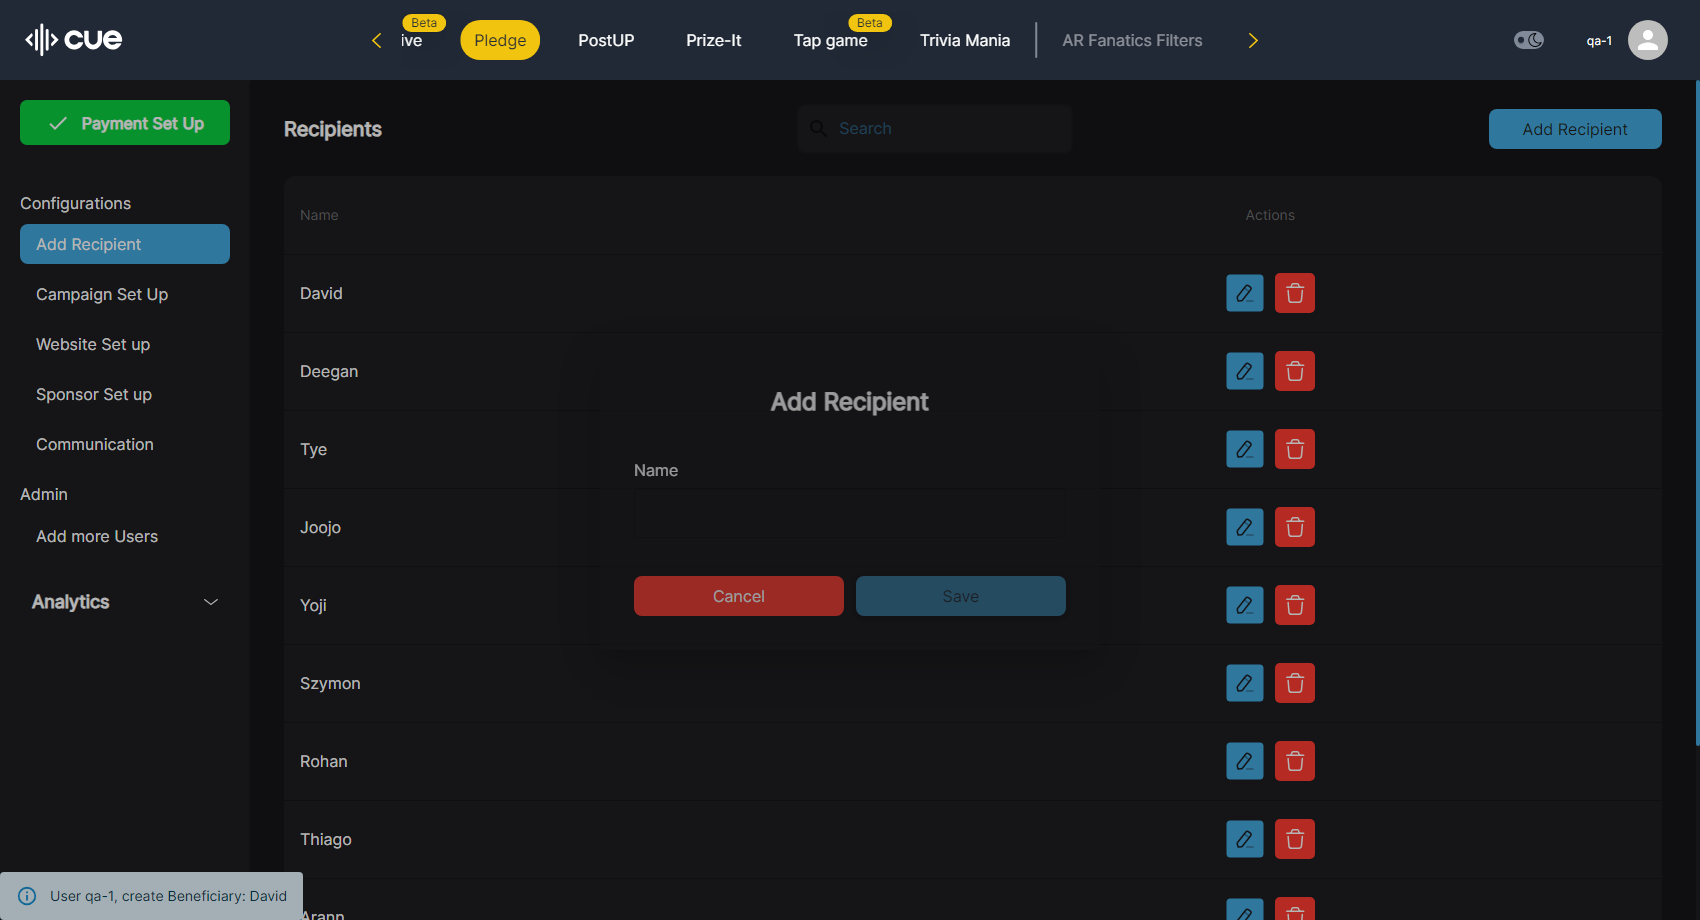 cue
Beta
ive
Pledge
PostUP
Prize-It
Beta
Tap game
Trivia Mania
AR Fanatics Filters
qa-1
Payment Set Up
Recipients
Search
Add Recipient
Configurations
Add Recipient
Campaign Set Up
Website Set up
Sponsor Set up
Communication
Admin
Add more Users
Analytics
Name
Actions
David
Deegan
Tye
Joojo
Yoji
Szymon
Rohan
Thiago
Arann
Add Recipient
Name
Cancel
Save
User qa-1, create Beneficiary: David